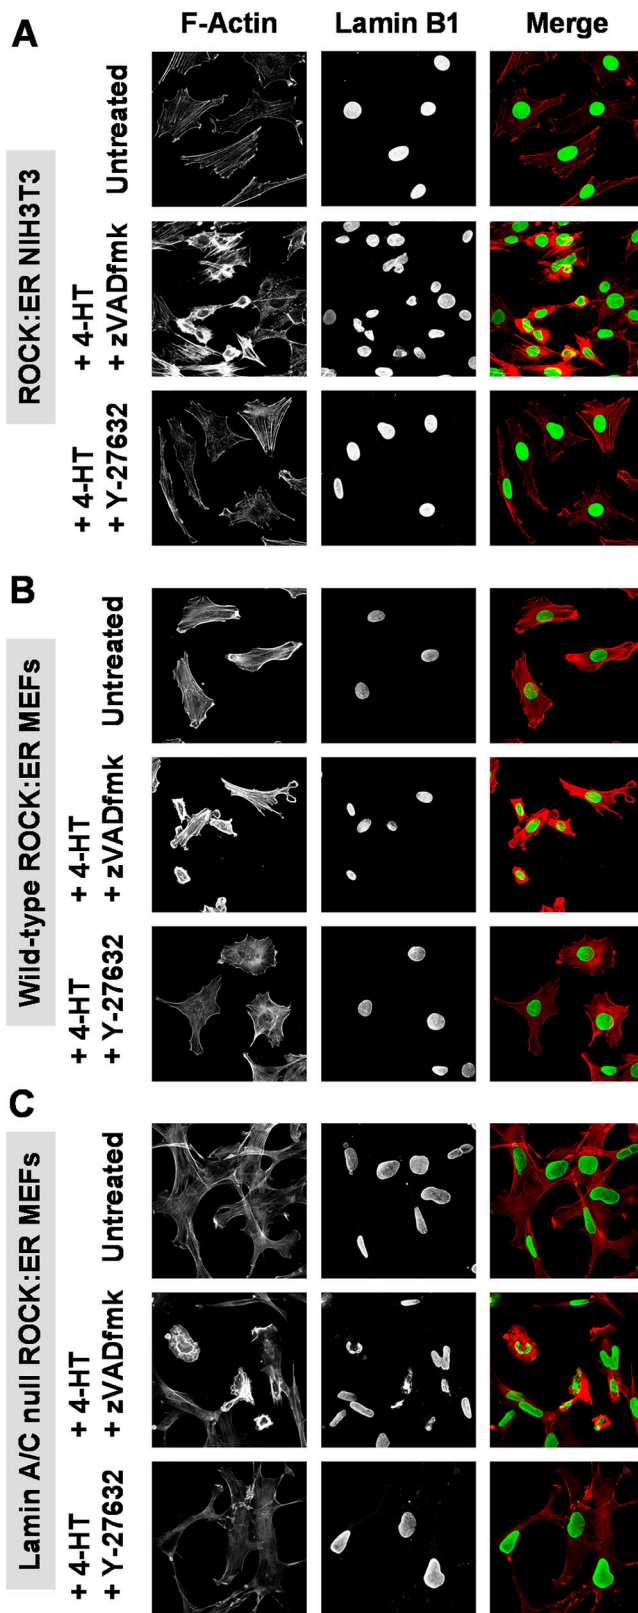 A
F-Actin
Lamin B1
Merge
ROCK:ER NIH3T3
Untreated
+ 4-HT
+ zVADfmk
+ 4-HT
+ Y-27632
B
Wild-type ROCK:ER MEFs
Untreated
+ 4-HT
+ zVADfmk
+ 4-HT
+ Y-27632
C
Lamin A/C null ROCK:ER MEFs
Untreated
+ 4-HT
+ zVADfmk
+ 4-HT
+ Y-27632